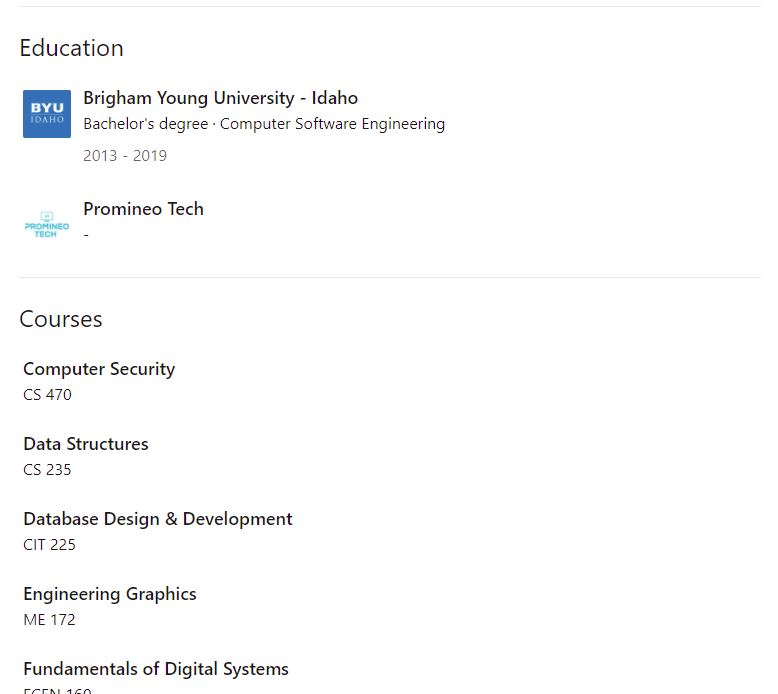 Education
BYU
IDAHO
Brigham Young University - Idaho
Bachelor's degree · Computer Software Engineering
2013 - 2019
PROMINEO
TECH
Promineo Tech
-
Courses
Computer Security
CS 470
Data Structures
CS 235
Database Design & Development
CIT 225
Engineering Graphics
ME 172
Fundamentals of Digital Systems
ECEN 160